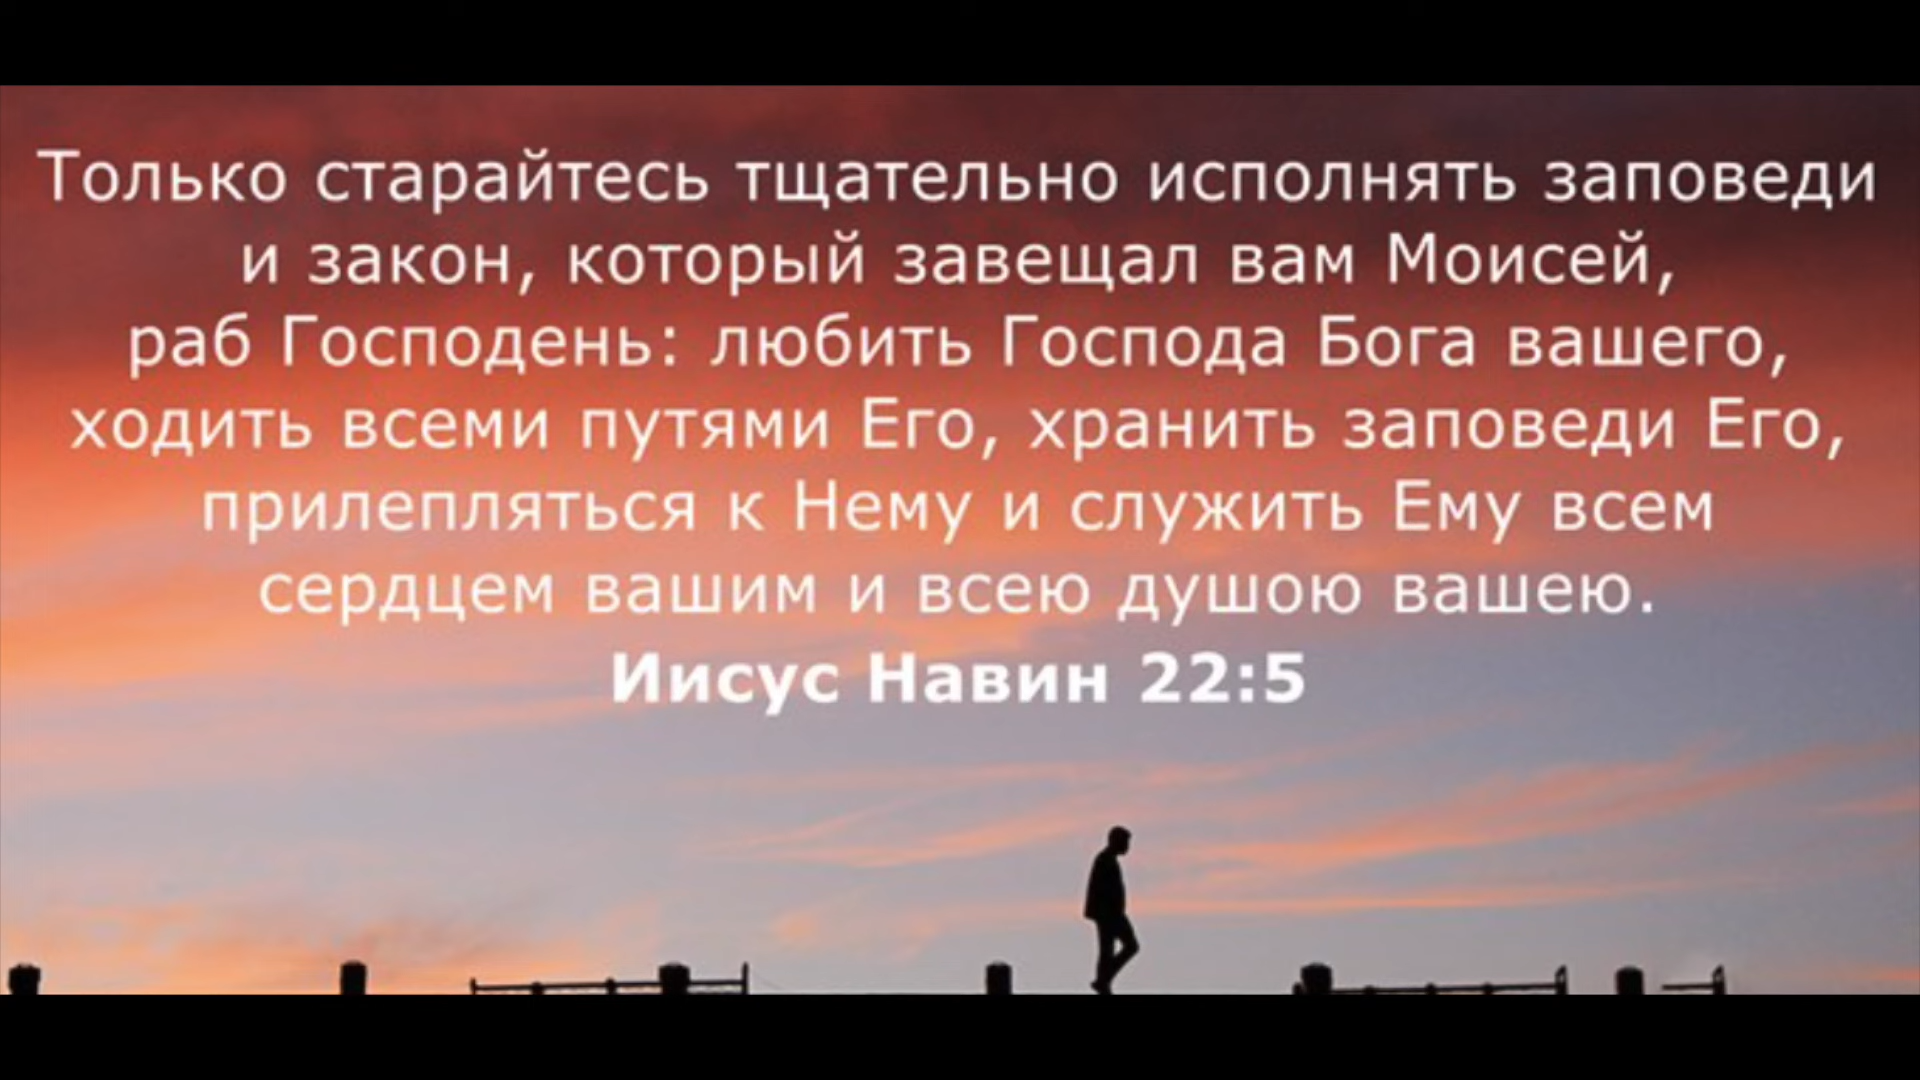 Только старайтесь тщательно исполнять заповеди
и закон, который завещал вам Моисей,
раб Господень: любить Господа Бога вашего,
ходить всеми путями Его, хранить заповеди Его,
прилепляться к Нему и служить Ему всем
сердцем вашим и всею душою вашею.
Иисус Навин 22:5